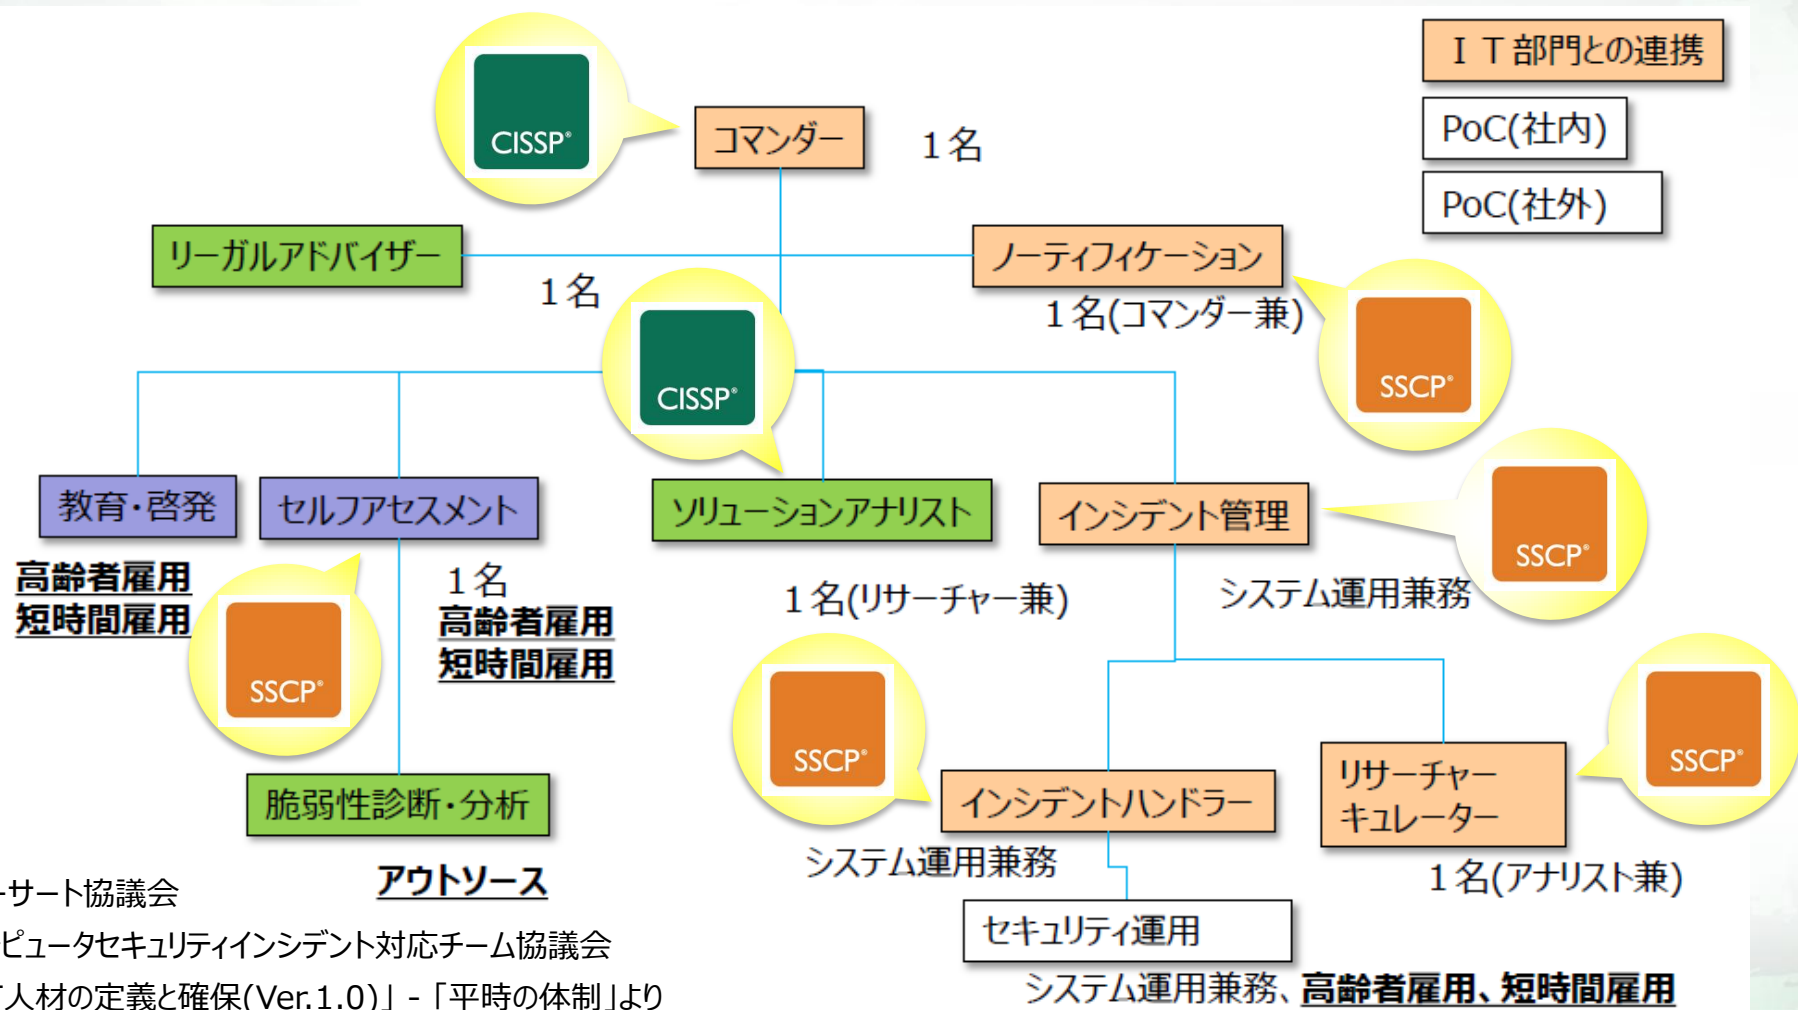 CISSP®
コマンダー
１名
ＩＴ部門との連携
PoC(社内)
PoC(社外)
リーガルアドバイザー
１名
ノーティフィケーション
１名(コマンダー兼)
SSCP®
CISSP®
教育・啓発
高齢者雇用
短時間雇用
セルフアセスメント
１名
高齢者雇用
短時間雇用
SSCP®
ソリューションアナリスト
１名(リサーチャー兼)
インシデント管理
システム運用兼務
SSCP®
脆弱性診断・分析
アウトソース
SSCP®
インシデントハンドラー
システム運用兼務
リサーチャー
キュレーター
１名(アナリスト兼)
SSCP®
セキュリティ運用
システム運用兼務、高齢者雇用、短時間雇用
ーサート協議会
ピュータセキュリティインシデント対応チーム協議会
人材の定義と確保(Ver.1.0)」-「平時の体制」より